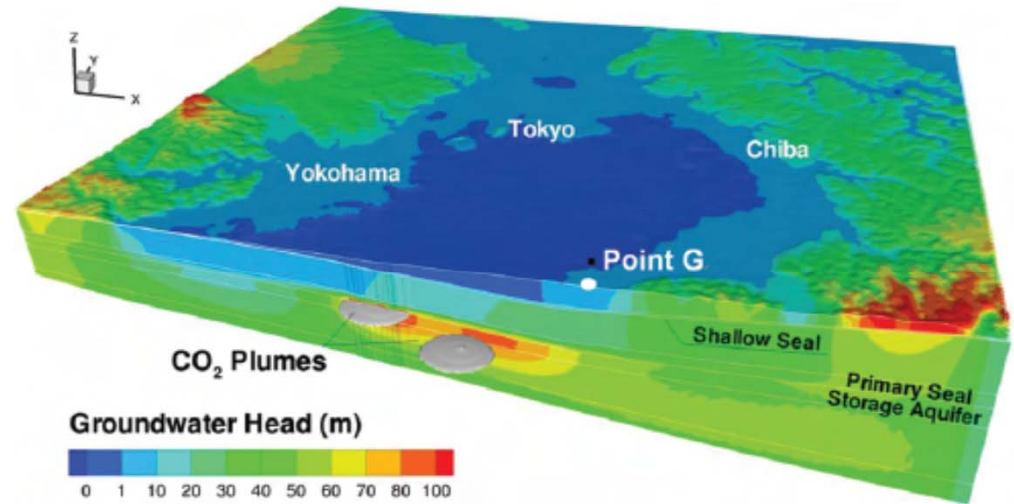 Z
Y
X
Tokyo
Yokohama
Chiba
Point G
Shallow Seal
CO₂ Plumes
Primary Seal
Storage Aquifer
Groundwater Head (m)
0 1 10 20 30 40 50 60 70 80 100